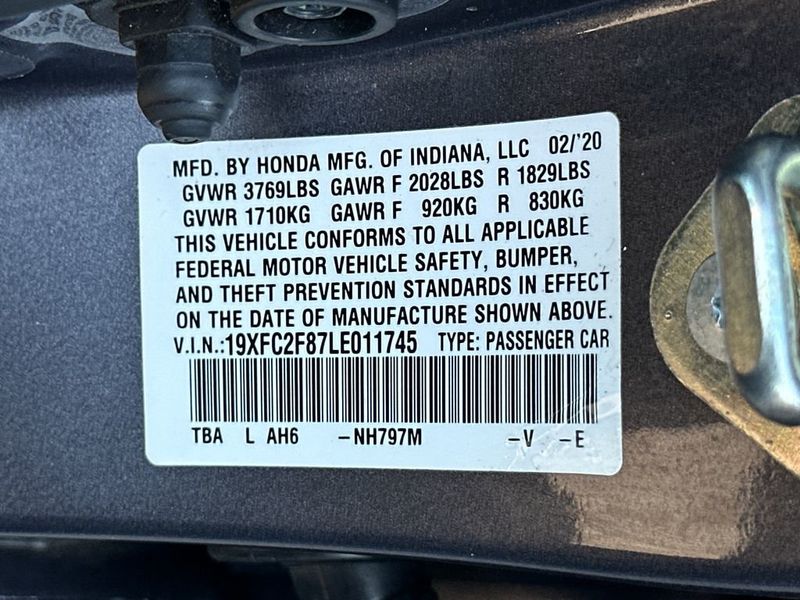 MFD. BY HONDA MFG. OF INDIANA, LLC 02/'20
GVWR 3769LBS GAWR F 2028LBS R 1829LBS
GVWR 1710KG GAWR F 920KG R 830KG
THIS VEHICLE CONFORMS TO ALL APPLICABLE
FEDERAL MOTOR VEHICLE SAFETY, BUMPER,
AND THEFT PREVENTION STANDARDS IN EFFECT
ON THE DATE OF MANUFACTURE SHOWN ABOVE.
V.I.N.:19XFC2F87LE011745 TYPE: PASSENGER CAR
TBA L AH6 -NH797M -V -E